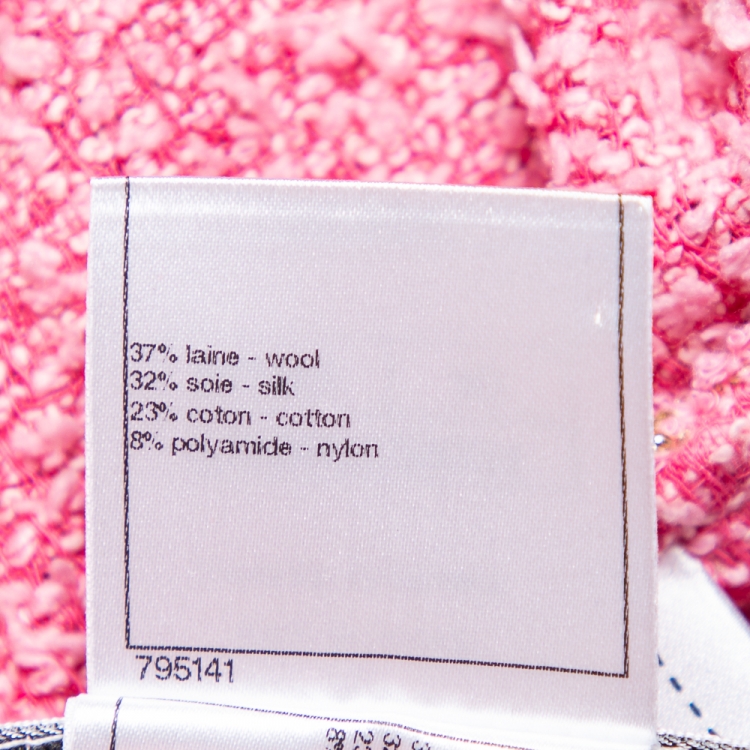 37% laine - wool
32% soie - silk
23% coton - cotton
8% polyamide - nylon
795141